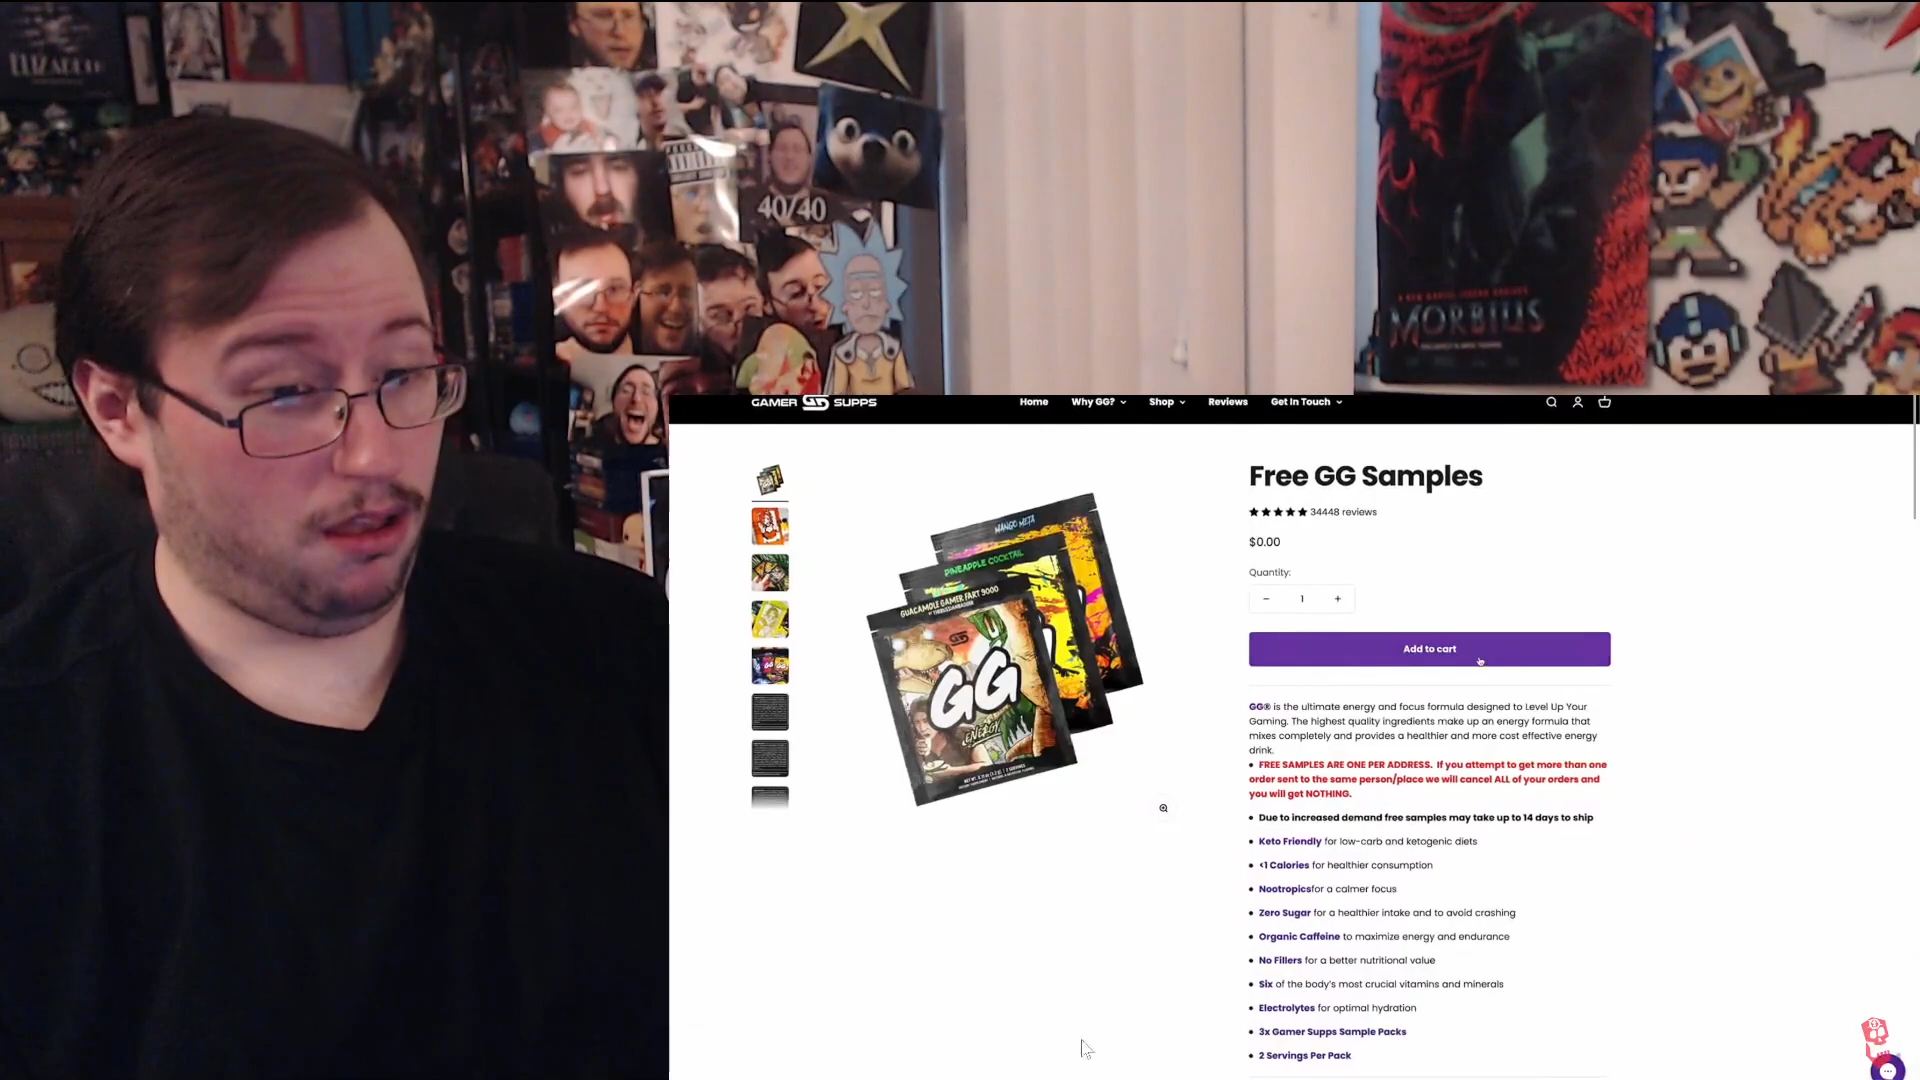 ELIZABETH
40/40
A NEW MARVEL LEGEND ARRIVES
MORBIUS
GAMER GG SUPPS
Home
Why GG?
Shop
Reviews
Get In Touch
Free GG Samples
34448 reviews
$0.00
Quantity:
- 1 +
Add to cart
MANGO META
PINEAPPLE COCKTAIL
GUACAMOLE GAMER FART 9000
GG
ENERGY
GG® is the ultimate energy and focus formula designed to Level Up Your
Gaming. The highest quality ingredients make up an energy formula that
mixes completely and provides a healthier and more cost effective energy
drink.
• FREE SAMPLES ARE ONE PER ADDRESS. If you attempt to get more than one
order sent to the same person/place we will cancel ALL of your orders and
you will get NOTHING.
• Due to increased demand free samples may take up to 14 days to ship
• Keto Friendly for low-carb and ketogenic diets
• <1 Calories for healthier consumption
• Nootropicsfor a calmer focus
• Zero Sugar for a healthier intake and to avoid crashing
• Organic Caffeine to maximize energy and endurance
• No Fillers for a better nutritional value
• Six of the body's most crucial vitamins and minerals
• Electrolytes for optimal hydration
• 3x Gamer Supps Sample Packs
• 2 Servings Per Pack